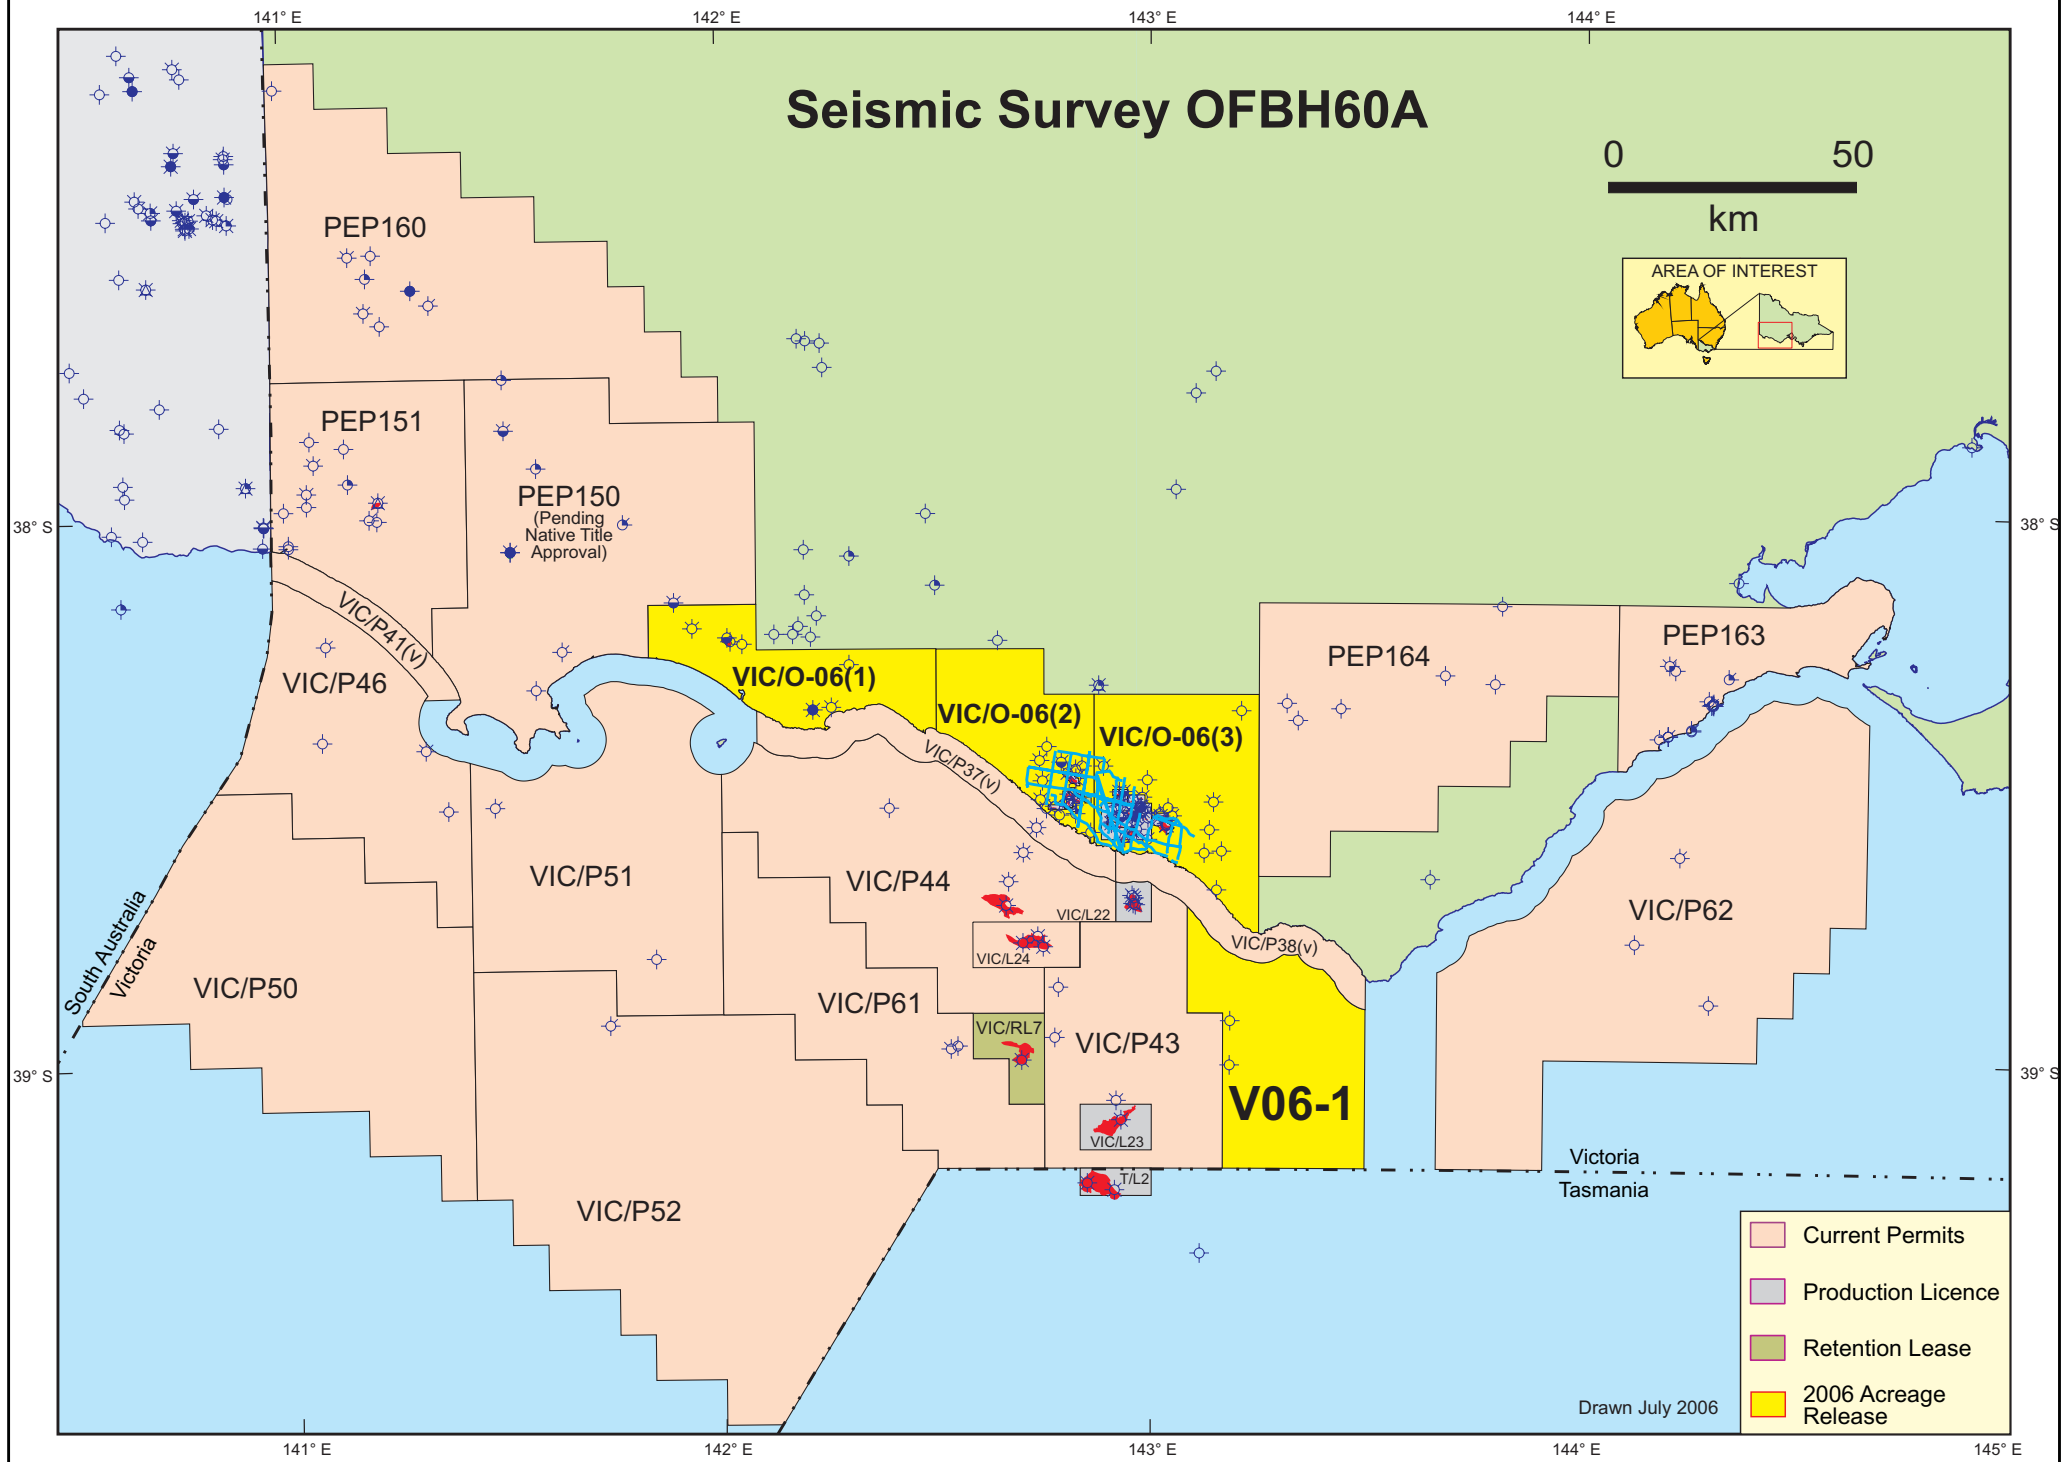 141° E
142° E
143° E
144° E
Seismic Survey OFBH60A
0
50
km
AREA OF INTEREST
PEP160
PEP151
PEP150
(Pending
Native Title
Approval)
38° S
38° S
VIC/P41(v)
VIC/P46
VIC/O-06(1)
VIC/O-06(2)
VIC/O-06(3)
PEP164
PEP163
VIC/P37(v)
VIC/P51
VIC/P44
VIC/L22
VIC/P62
VIC/P38(v)
VIC/L24
South Australia
Victoria
VIC/P50
VIC/P61
VIC/RL7
VIC/P43
39° S
39° S
V06-1
VIC/L23
T/L2
Victoria
Tasmania
VIC/P52
Current Permits
Production Licence
Retention Lease
2006 Acreage
Release
Drawn July 2006
141° E
142° E
143° E
144° E
145° E